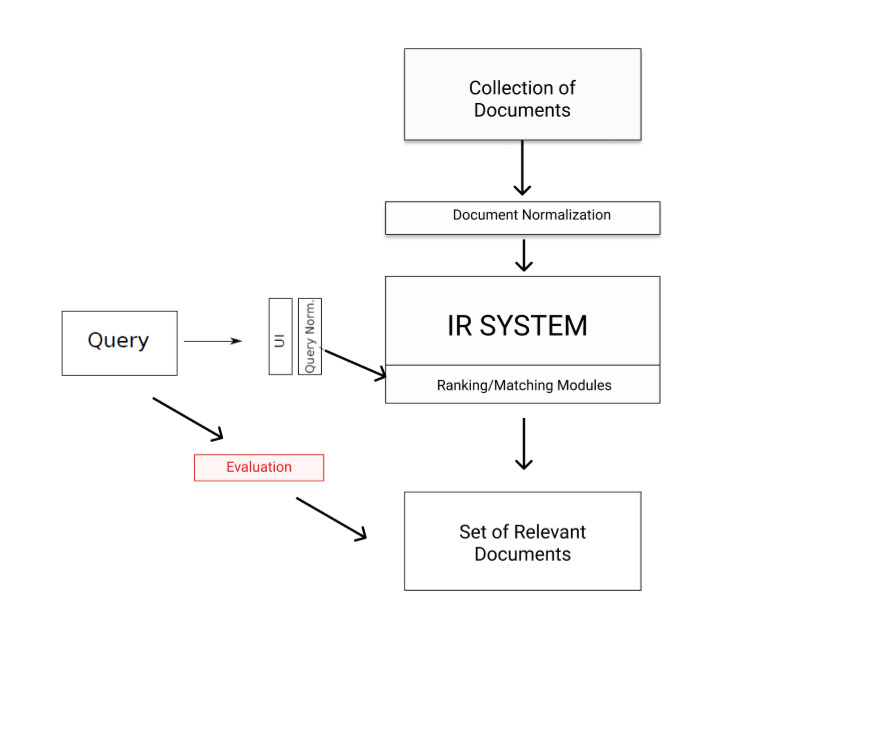 Collection of
Documents
Document Normalization
IR SYSTEM
Query
UI
Query Norm.
Ranking/Matching Modules
Evaluation
Set of Relevant
Documents